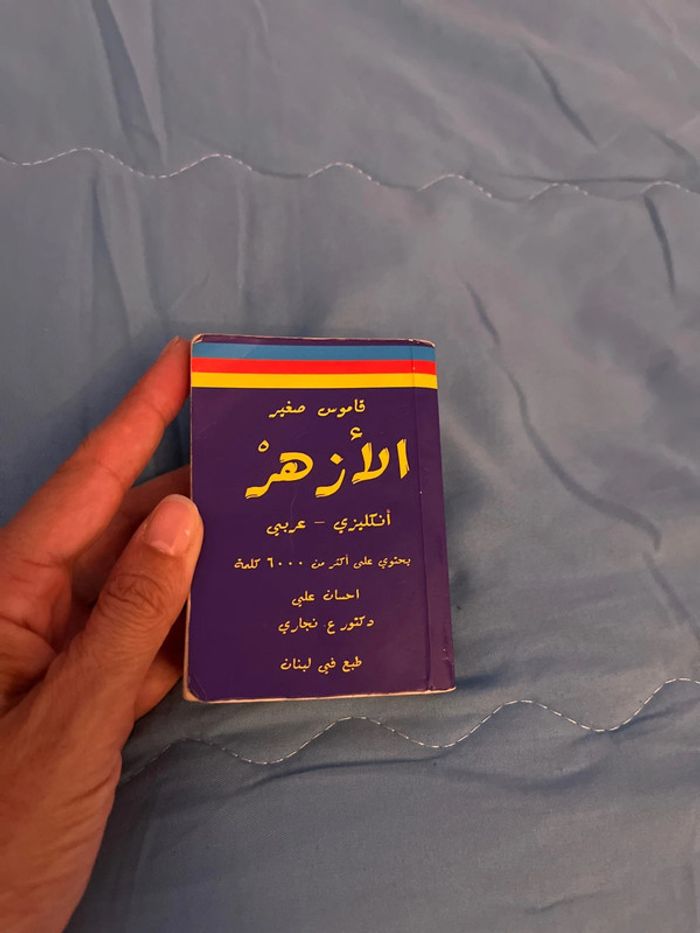 قاموس صغير
الأزهر
أنكليزي - عربي
يحتوي على أكثر من ٦٠٠٠ كلمة
احسان علي
دكتور ع. نجاري
طبع في لبنان